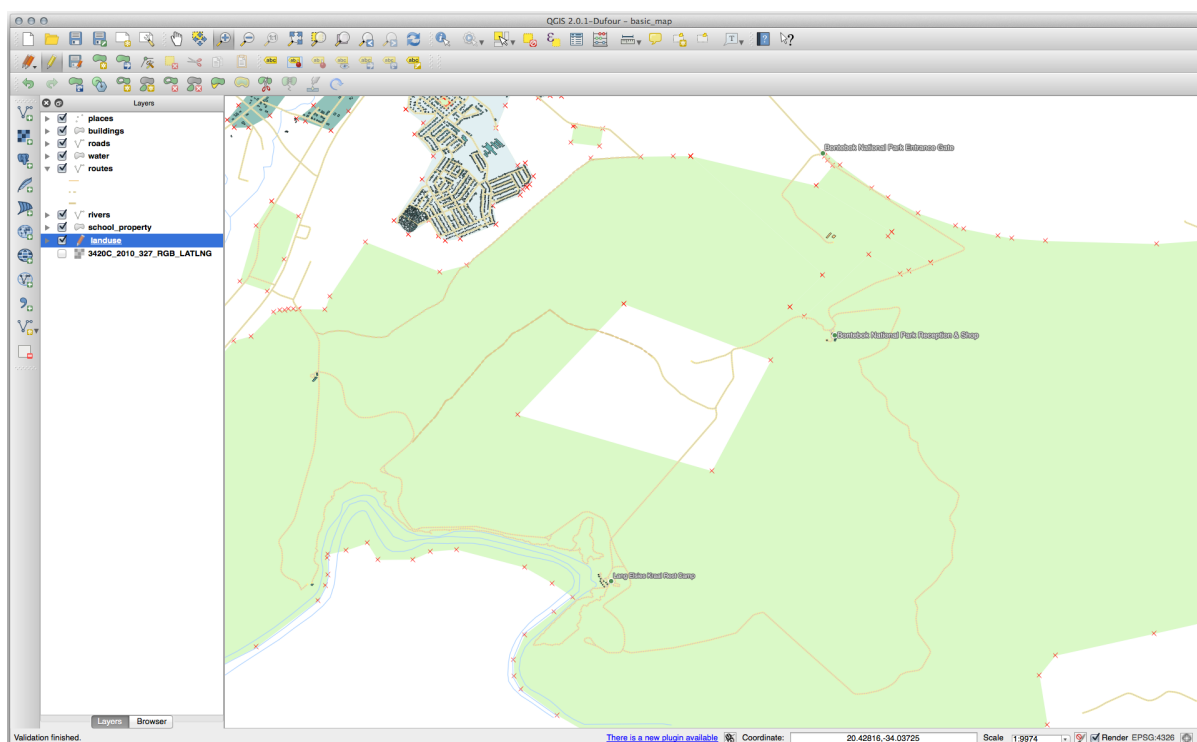 QGIS 2.0.1-Dufour - basic_map
Layers
places
buildings
roads
water
routes
rivers
school_property
landuse
3420C_2010_327_RGB_LATLNG
Bontebok National Park Entrance Gate
Bontebok National Park Reception & Shop
Lang Elsies Kraal Rest Camp
Layers
Browser
Validation finished.
There is a new plugin available
Coordinate:
20.42816,-34.03725
Scale
1:9974
Render
EPSG:4326